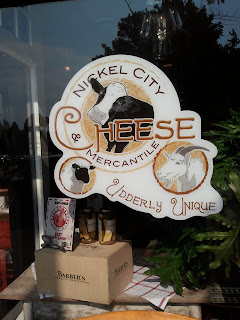 NICKEL CITY
CHEESE
& MERCANTILE
UDDERLY UNIQUE
BARBER'S